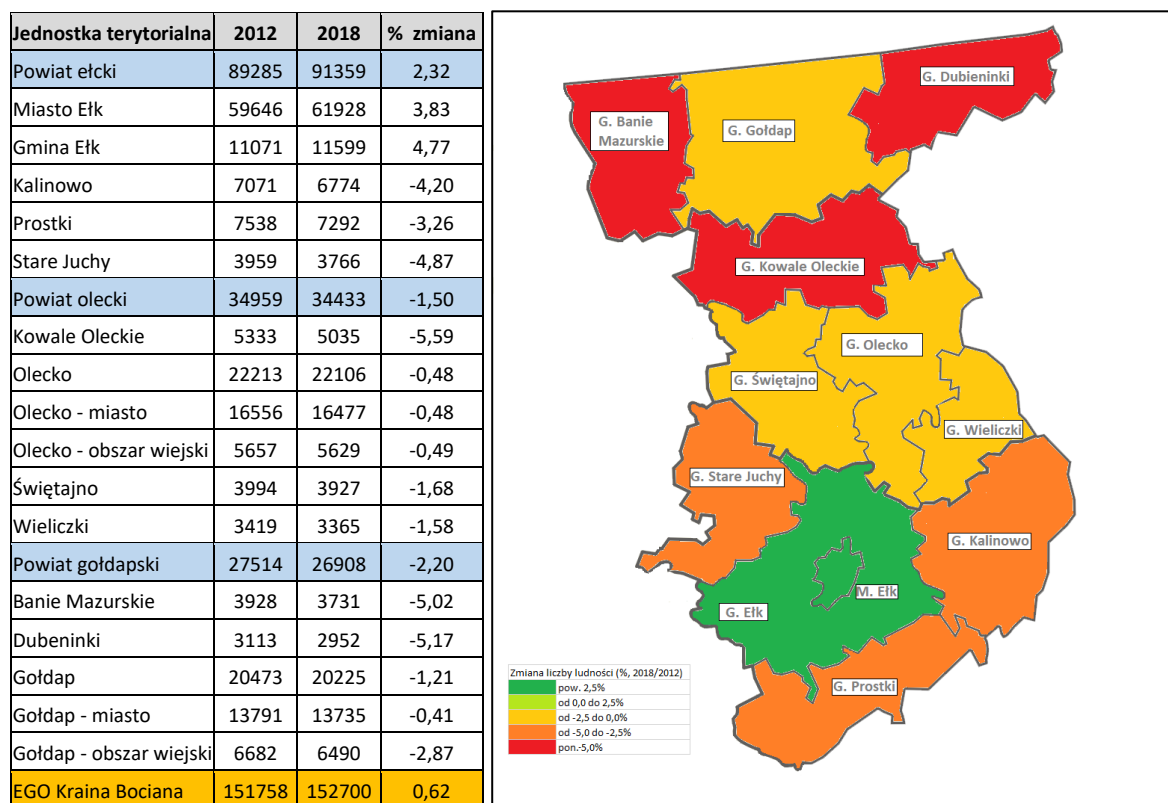 Jednostka terytorialna 2012 2018 % zmiana
Powiat ełcki 89285 91359 2,32
Miasto Ełk 59646 61928 3,83
Gmina Ełk 11071 11599 4,77
Kalinowo 7071 6774 -4,20
Prostki 7538 7292 -3,26
Stare Juchy 3959 3766 -4,87
Powiat olecki 34959 34433 -1,50
Kowale Oleckie 5333 5035 -5,59
Olecko 22213 22106 -0,48
Olecko - miasto 16556 16477 -0,48
Olecko - obszar wiejski 5657 5629 -0,49
Świętajno 3994 3927 -1,68
Wieliczki 3419 3365 -1,58
Powiat gołdapski 27514 26908 -2,20
Banie Mazurskie 3928 3731 -5,02
Dubeninki 3113 2952 -5,17
Gołdap 20473 20225 -1,21
Gołdap - miasto 13791 13735 -0,41
Gołdap - obszar wiejski 6682 6490 -2,87
EGO Kraina Bociana 151758 152700 0,62
G. Dubieninki
G. Banie
Mazurskie
G. Gołdap
G. Kowale Oleckie
G. Olecko
G. Świętajno
G. Wieliczki
G. Stare Juchy
G. Kalinowo
M. Ełk
G. Ełk
G. Prostki
Zmiana liczby ludności (%, 2018/2012)
pow. 2,5%
od 0,0 do 2,5%
od -2,5 do 0,0%
od -5,0 do -2,5%
pon.-5,0%